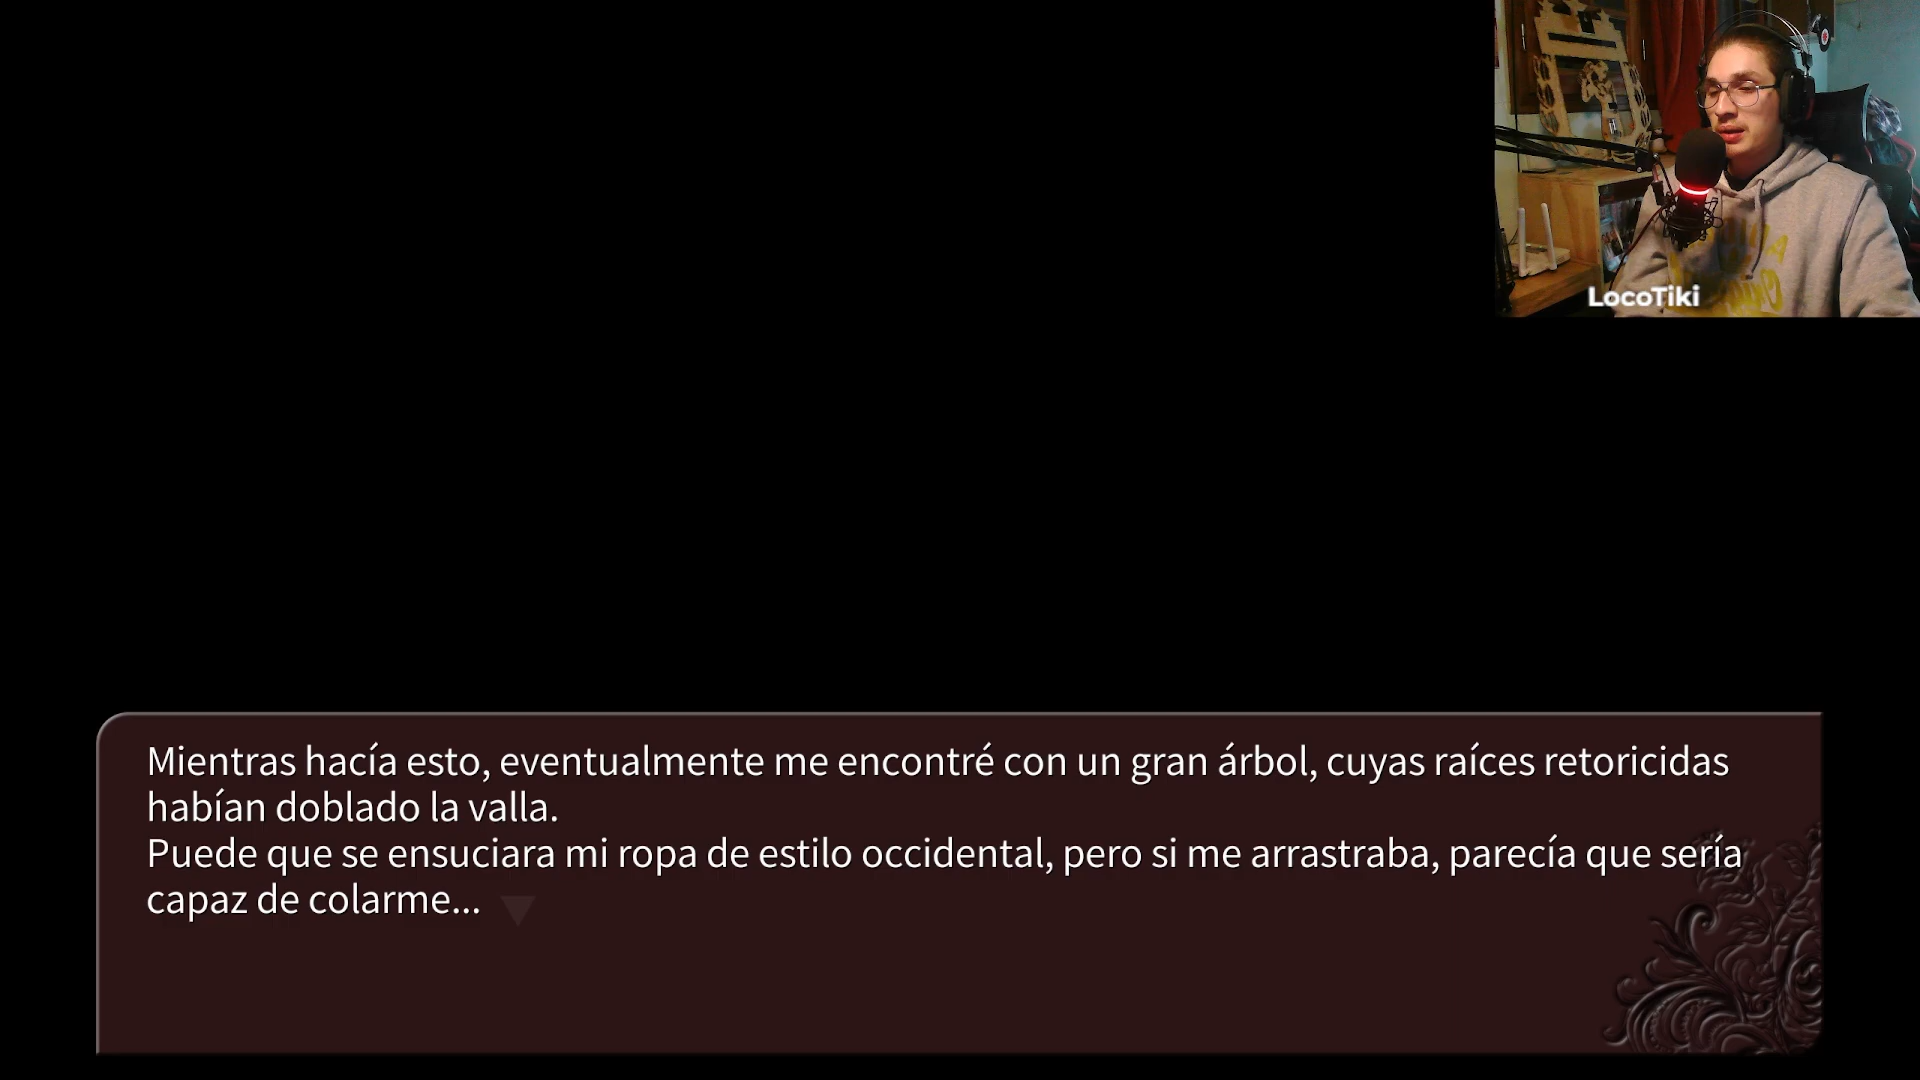 LocoTiki
Mientras hacía esto, eventualmente me encontré con un gran árbol, cuyas raíces retoricidas
habían doblado la valla.
Puede que se ensuciara mi ropa de estilo occidental, pero si me arrastraba, parecía que sería
capaz de colarme...